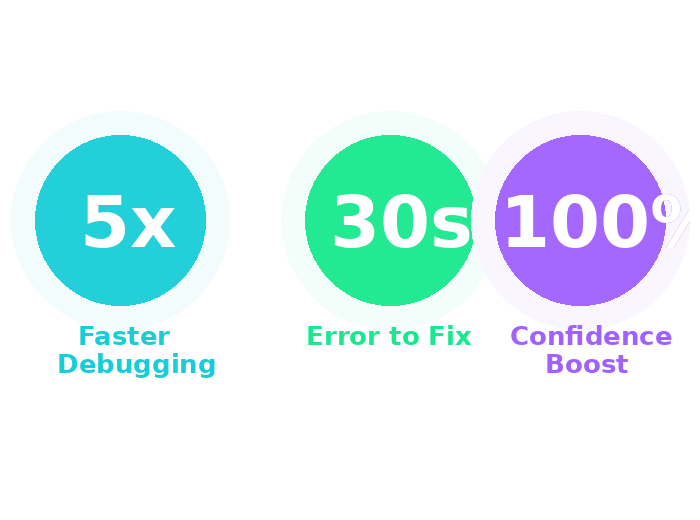 5x
30s
100%
Faster
Debugging
Error to Fix
Confidence
Boost